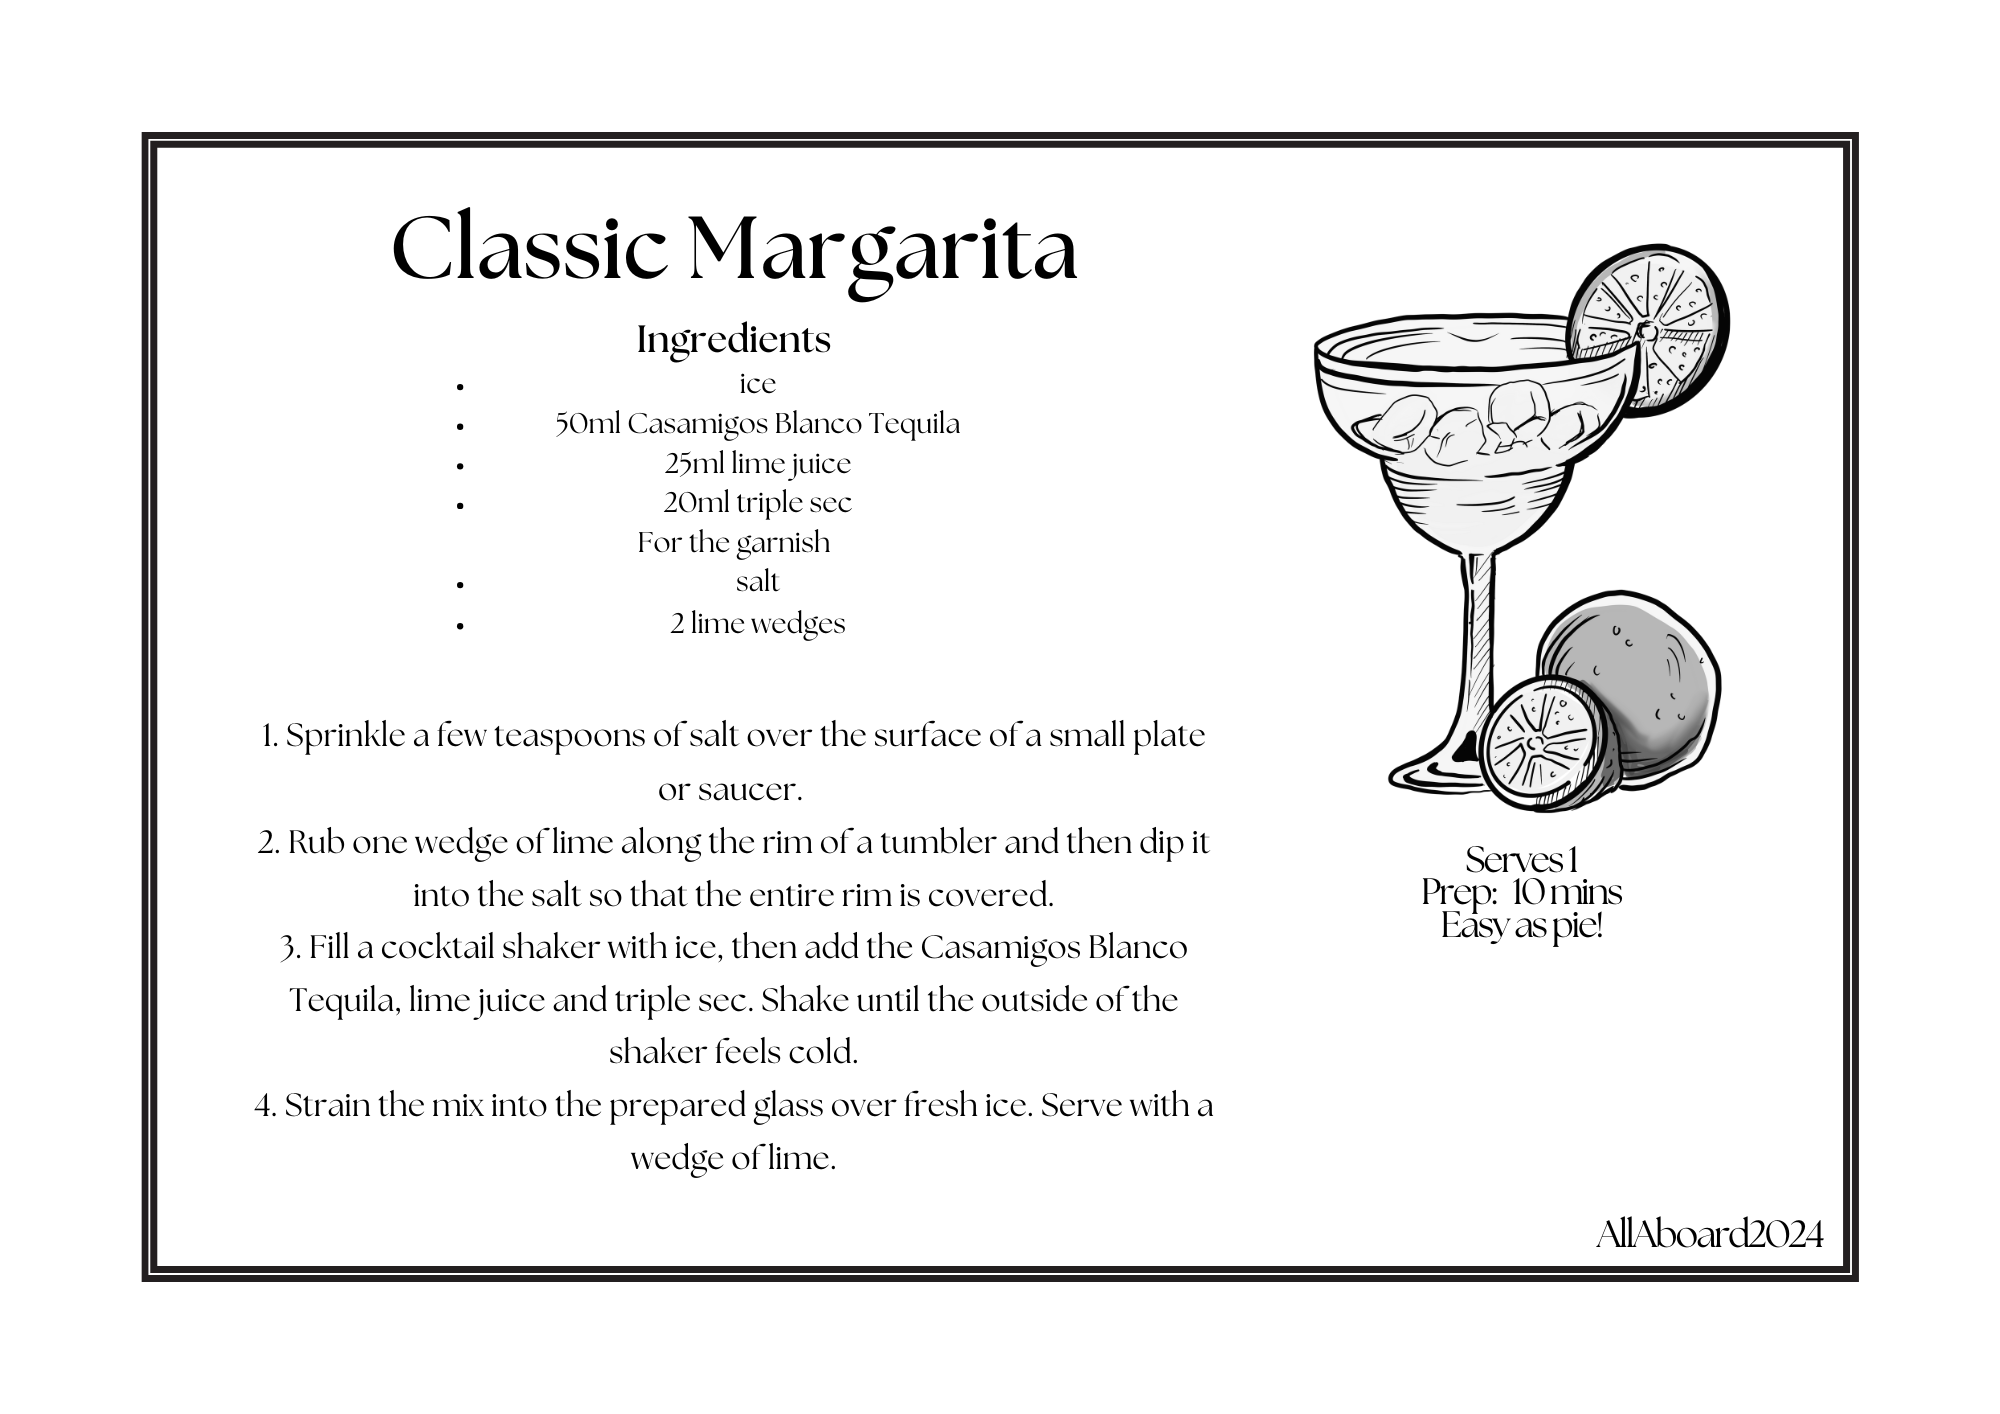 Classic Margarita
Ingredients
• ice
• 50ml Casamigos Blanco Tequila
• 25ml lime juice
• 20ml triple sec
For the garnish
• salt
• 2 lime wedges
1. Sprinkle a few teaspoons of salt over the surface of a small plate
or saucer.
2. Rub one wedge of lime along the rim of a tumbler and then dip it
into the salt so that the entire rim is covered.
3. Fill a cocktail shaker with ice, then add the Casamigos Blanco
Tequila, lime juice and triple sec. Shake until the outside of the
shaker feels cold.
4. Strain the mix into the prepared glass over fresh ice. Serve with a
wedge of lime.
Serves 1
Prep: 10 mins
Easy as pie!
AllAboard2024